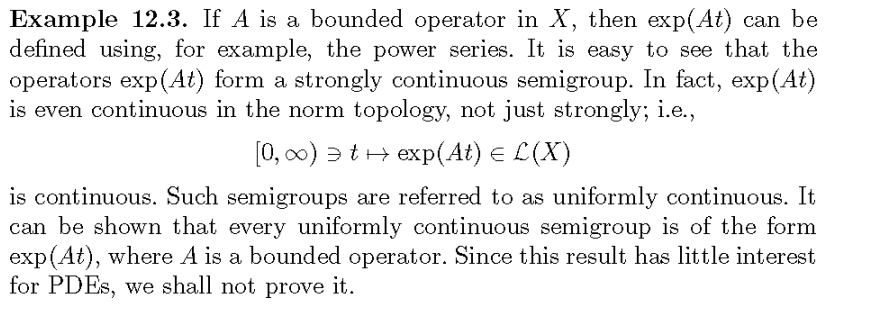 Example 12.3. If A is a bounded operator in X, then exp(At) can be
defined using, for example, the power series. It is easy to see that the
operators exp(At) form a strongly continuous semigroup. In fact, exp(At)
is even continuous in the norm topology, not just strongly; i.e.,
[0, ∞) ∋ t ↦ exp(At) ∈ ℒ(X)
is continuous. Such semigroups are referred to as uniformly continuous. It
can be shown that every uniformly continuous semigroup is of the form
exp(At), where A is a bounded operator. Since this result has little interest
for PDEs, we shall not prove it.